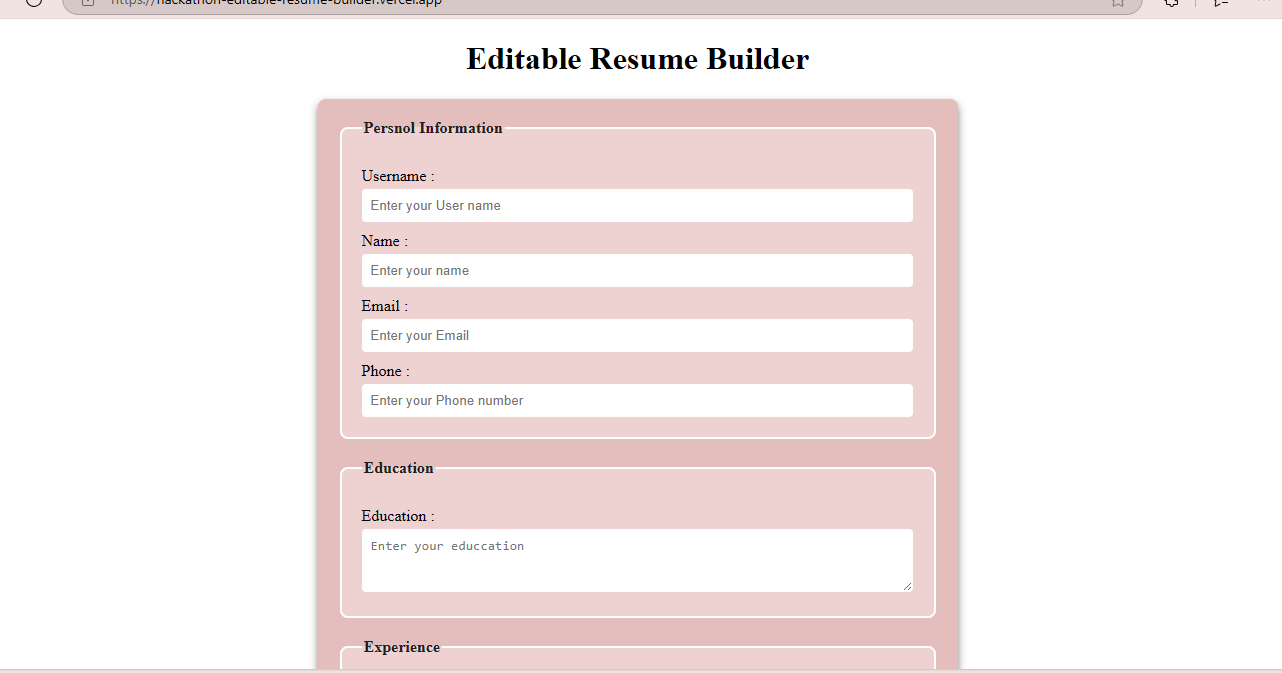 https://hackathon-editable-resume-builder.vercel.app
Editable Resume Builder
Persnol Information
Username :
Enter your User name
Name :
Enter your name
Email :
Enter your Email
Phone :
Enter your Phone number
Education
Education :
Enter your educcation
Experience